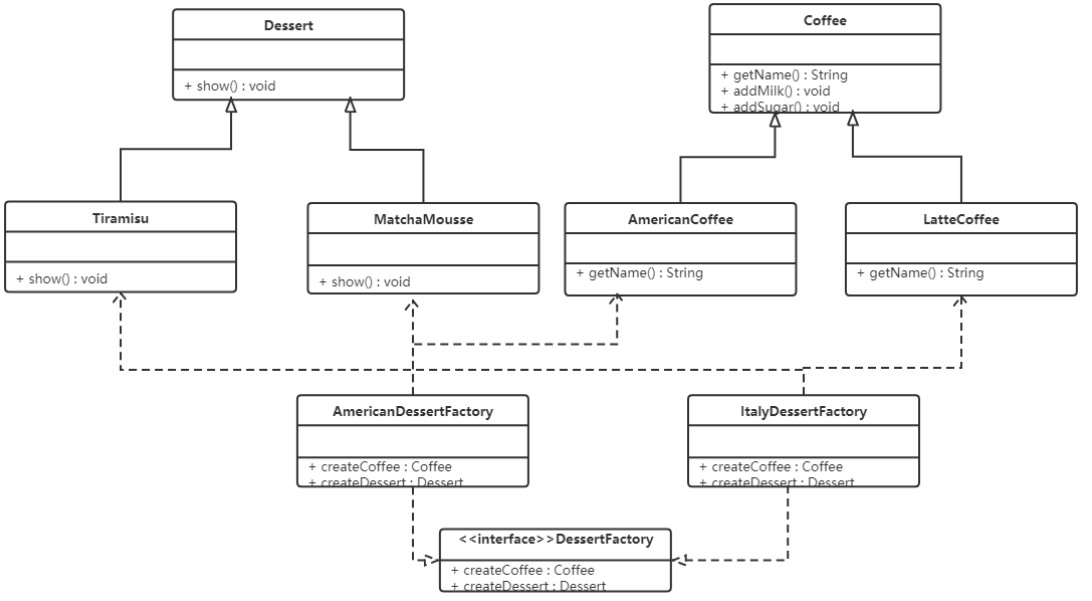 Dessert
+ show() : void
Coffee
+ getName() : String
+ addMilk() : void
+ addSugar() : void
Tiramisu
+ show() : void
MatchaMousse
+ show() : void
AmericanCoffee
+ getName() : String
LatteCoffee
+ getName() : String
AmericanDessertFactory
+ createCoffee : Coffee
+ createDessert : Dessert
ItalyDessertFactory
+ createCoffee : Coffee
+ createDessert : Dessert
<<interface>>DessertFactory
+ createCoffee : Coffee
+ createDessert : Dessert